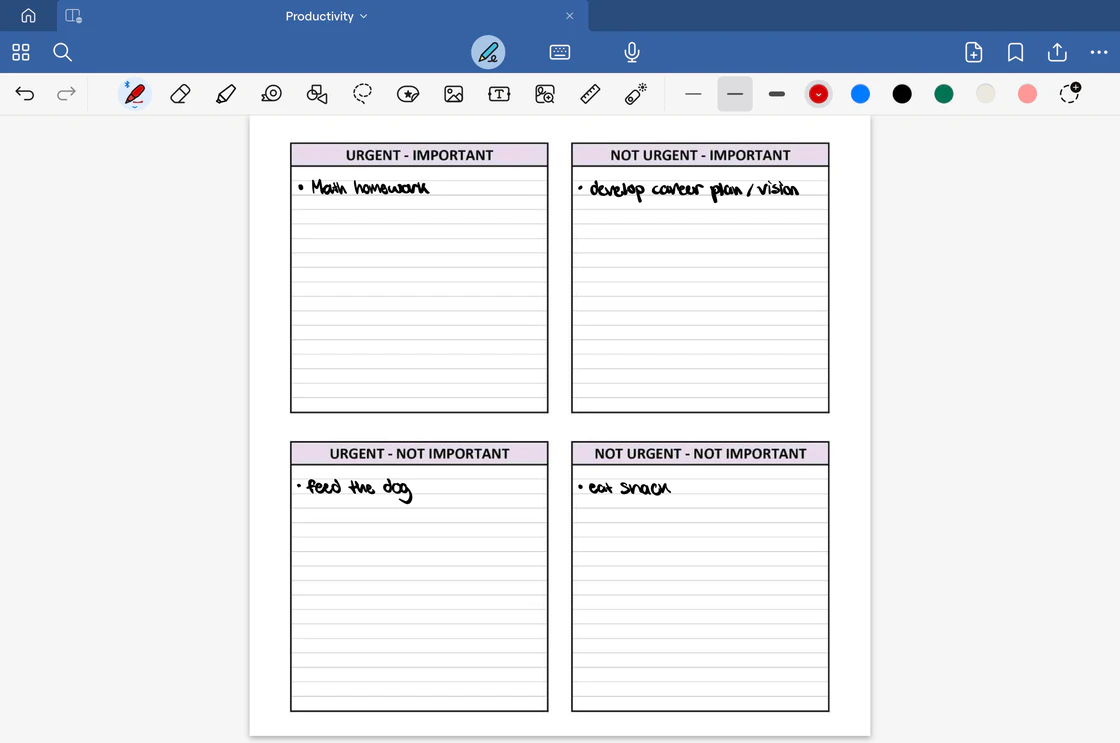 Productivity
URGENT - IMPORTANT
• Math homework
NOT URGENT - IMPORTANT
• develop career plan / vision
URGENT - NOT IMPORTANT
• feed the dog
NOT URGENT - NOT IMPORTANT
• eat snack